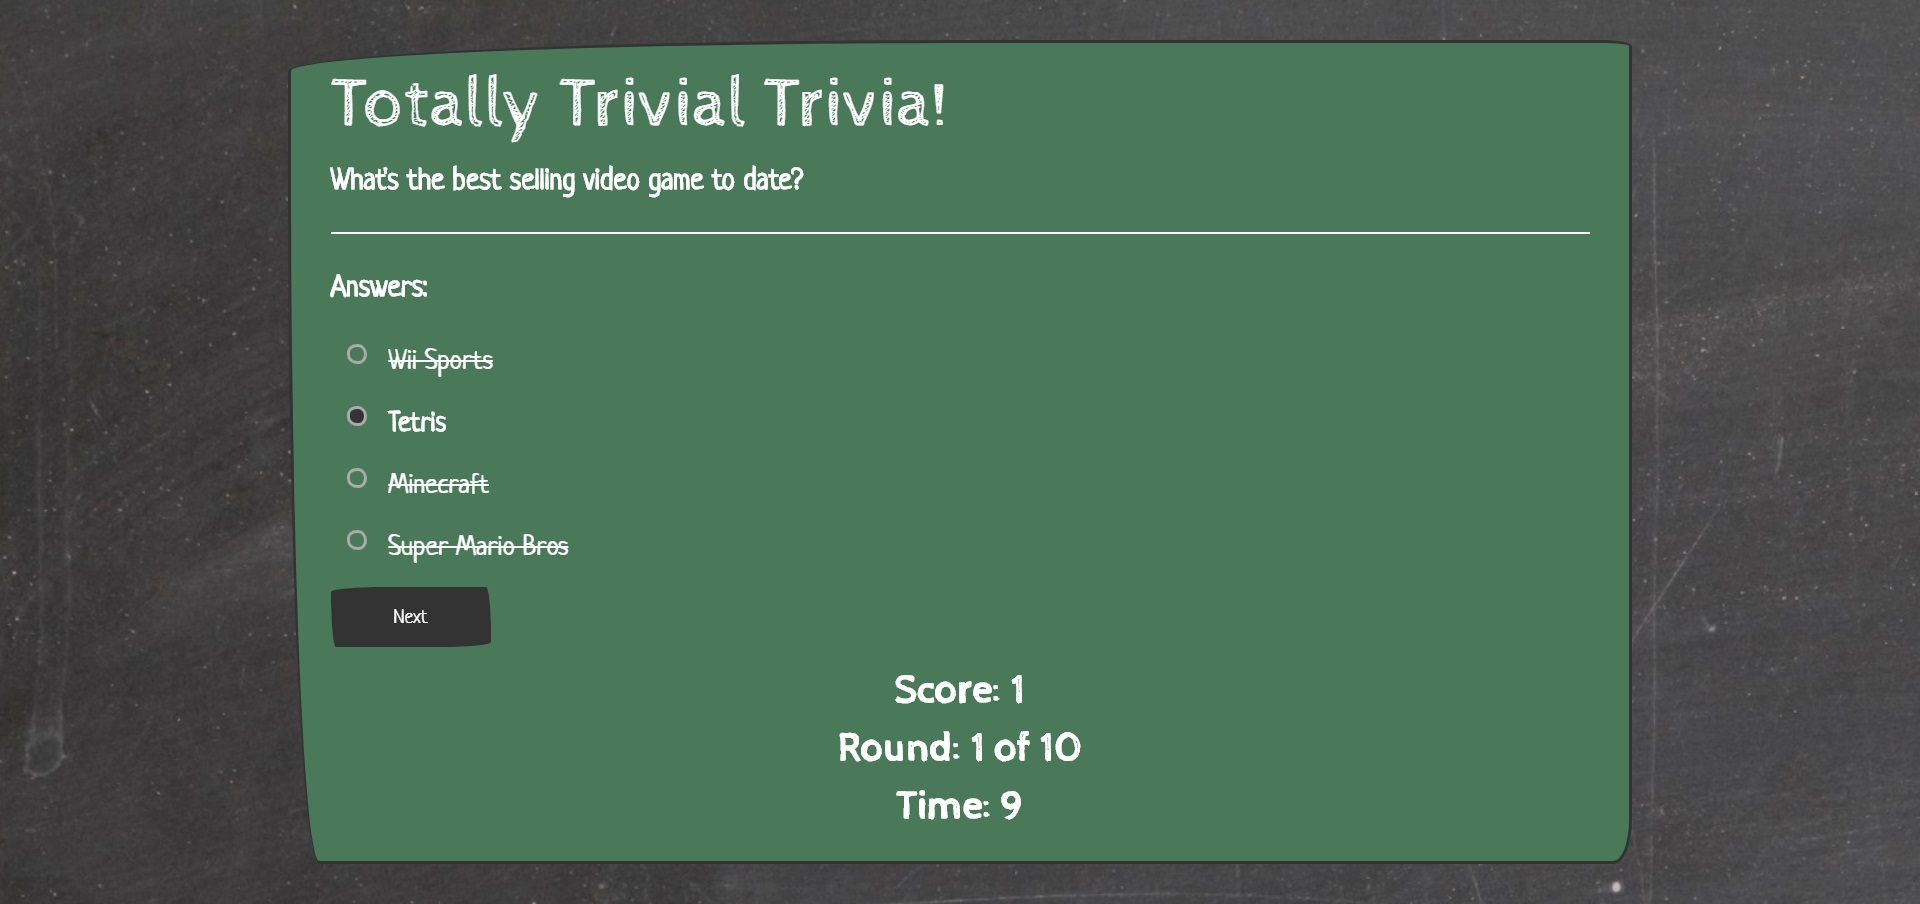 Totally Trivial Trivia!
What's the best selling video game to date?
Answers:
Wii Sports
Tetris
Minecraft
Super Mario Bros
Next
Score: 1
Round: 1 of 10
Time: 9